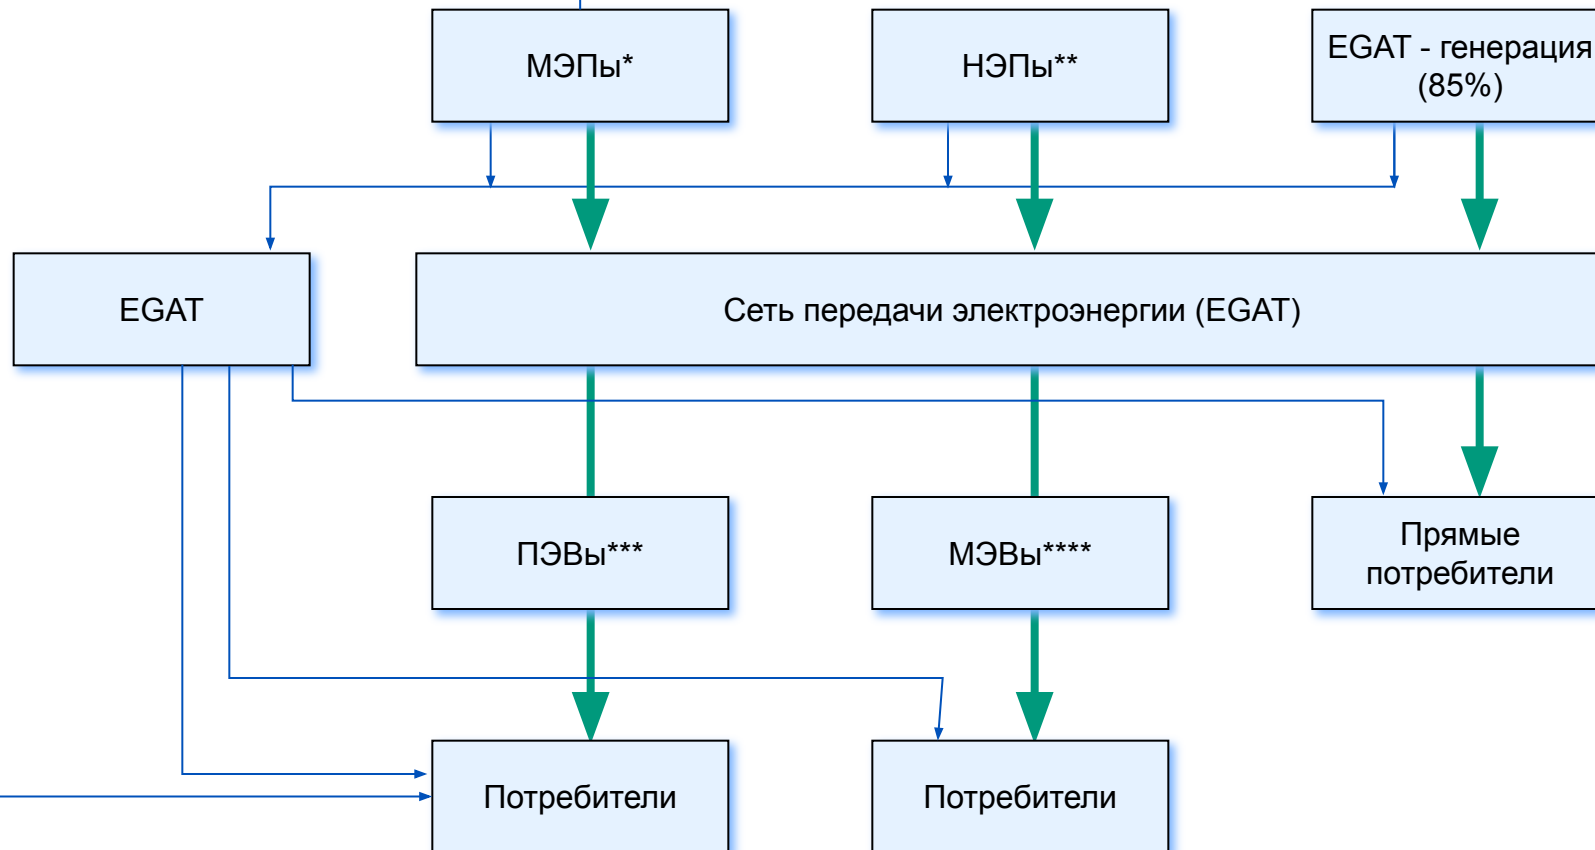 МЭПы*
НЭПы**
EGAT - генерация
(85%)
EGAT
Сеть передачи электроэнергии (EGAT)
ПЭВы***
МЭВы****
Прямые
потребители
Потребители
Потребители